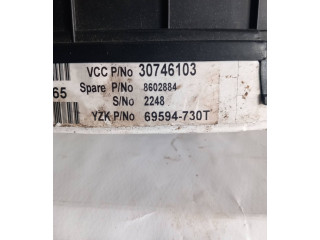 VCC P/No 30746103
65
Spare P/No 8602884
S/No 2248
YZK P/No 69594-730T